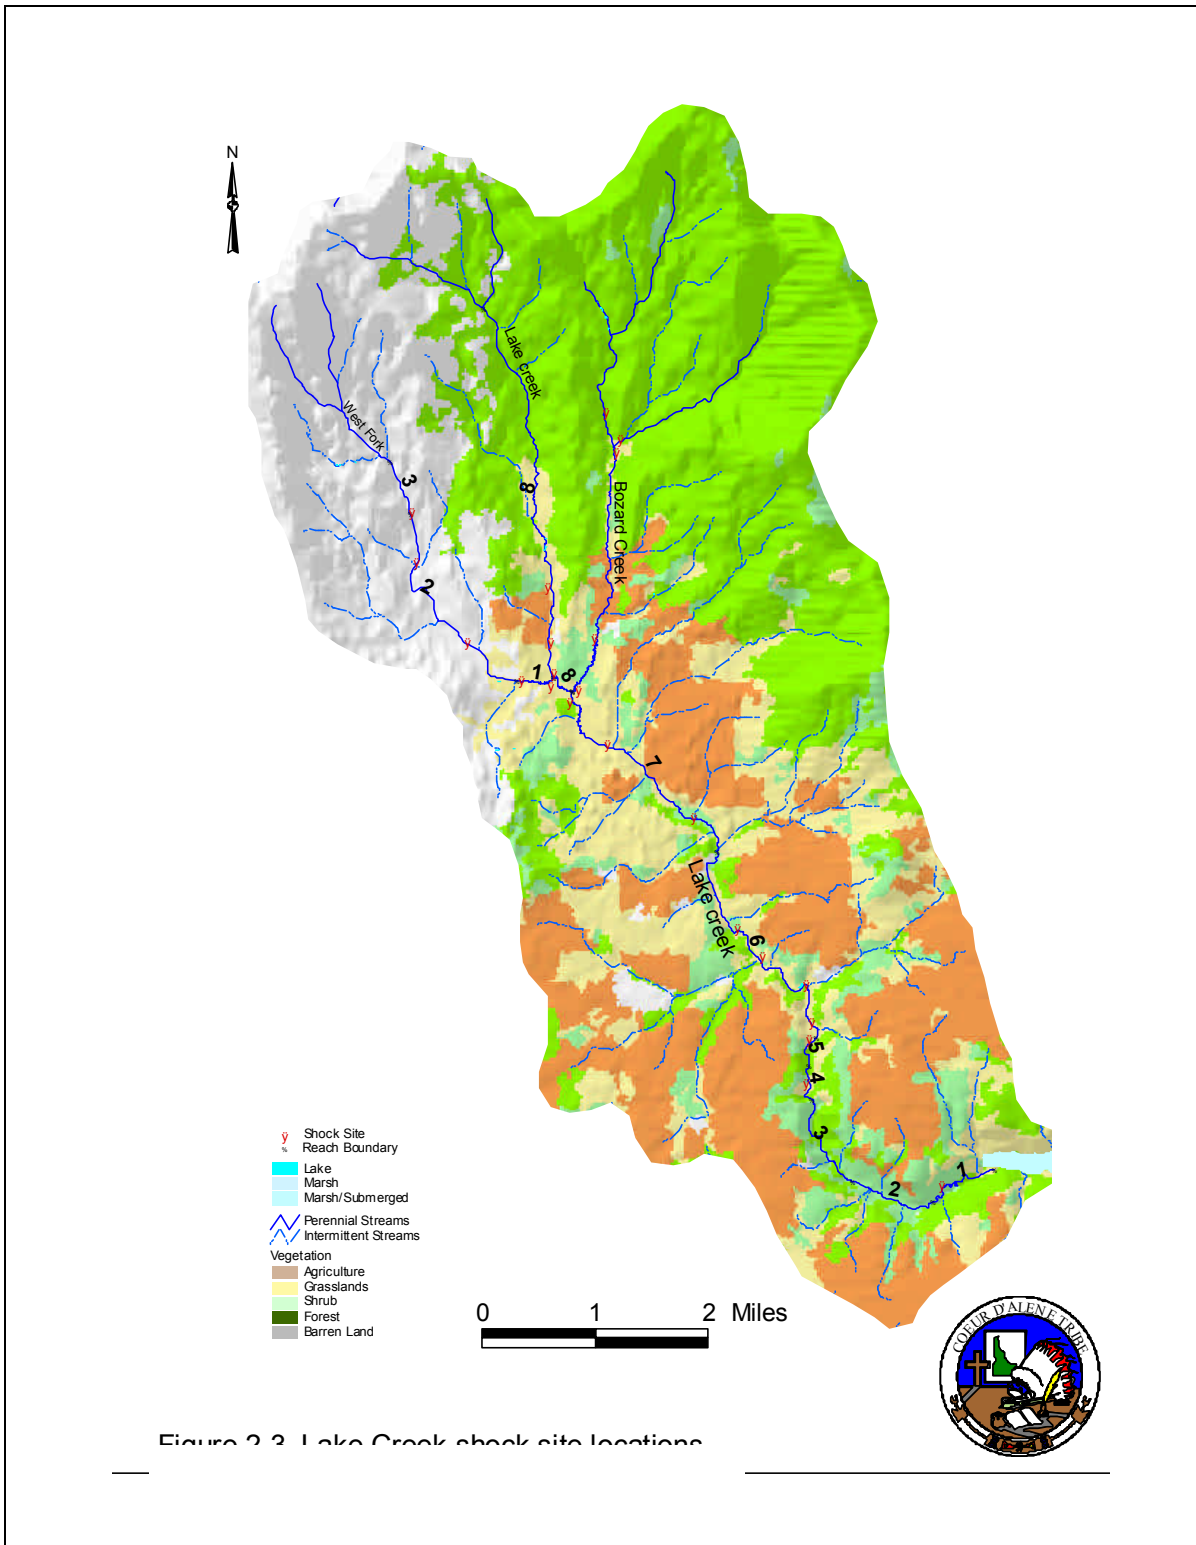 N
Lake creek
West Fork
3
8
Bozard Creek
2
1
8
7
Lake creek
6
5
4
3
2
1
ÿ Shock Site
% Reach Boundary
Lake
Marsh
Marsh/Submerged
Perennial Streams
Intermittent Streams
Vegetation
Agriculture
Grasslands
Shrub
Forest
Barren Land
0 1 2 Miles
COEUR D'ALENE TRIBE
Figure 2-3. Lake Creek shock site locations